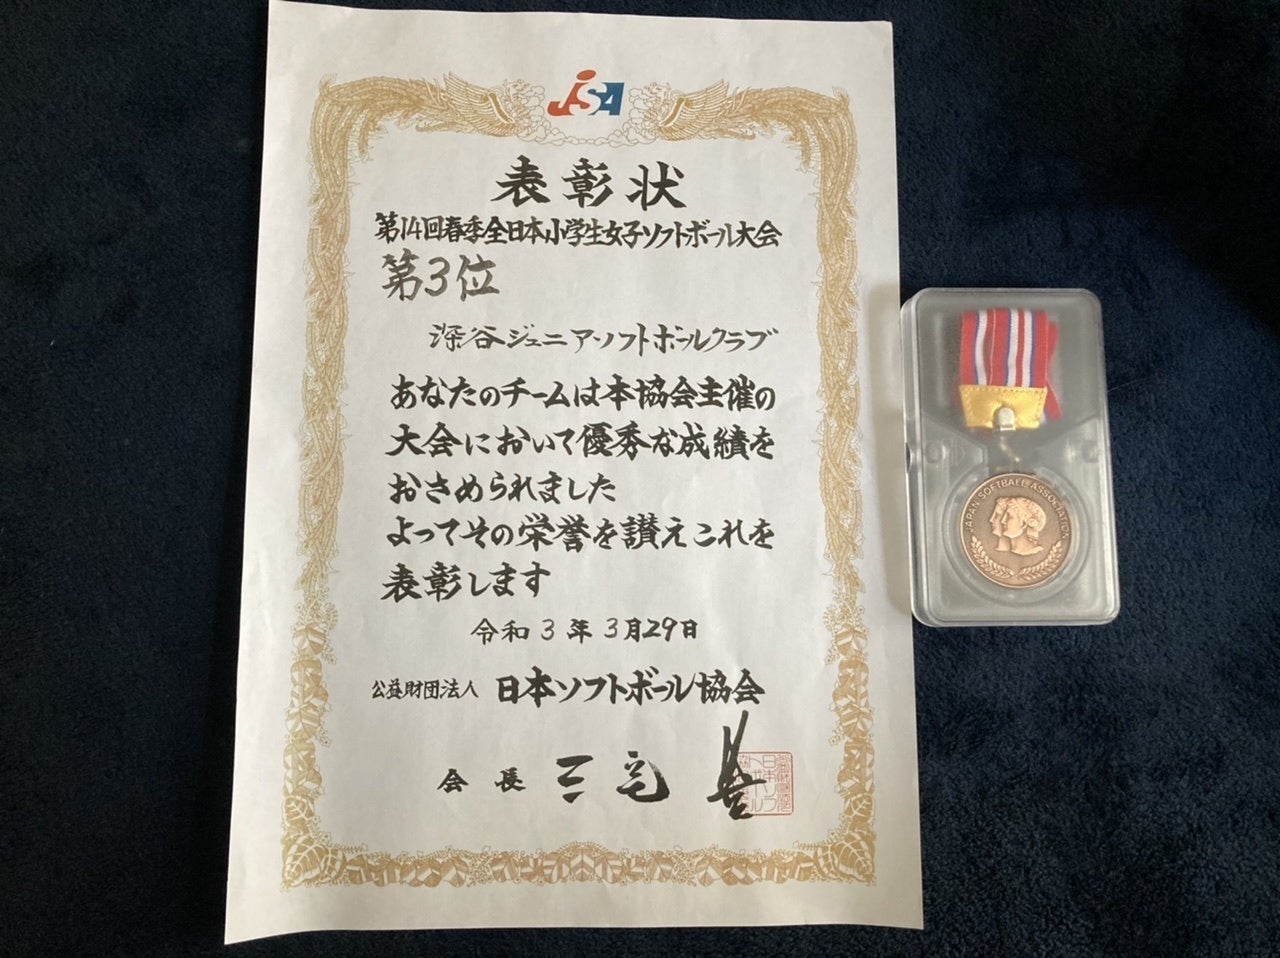 JSA
表彰状
第14回春季全日本小学生女子ソフトボール大会
第3位
深谷ジュニアソフトボールクラブ
あなたのチームは本協会主催の
大会において優秀な成績を
おさめられました
よってその栄誉を讃えこれを
表彰します
令和3年3月29日
公益財団法人 日本ソフトボール協会
会長 三宅 豊
JAPAN SOFTBALL ASSOCIATION